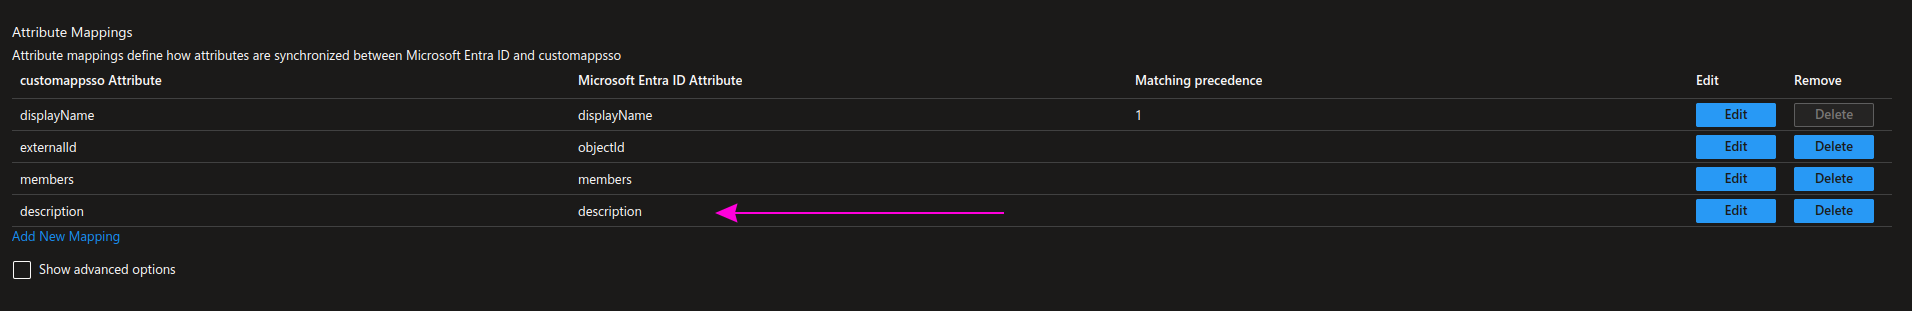 Attribute Mappings
Attribute mappings define how attributes are synchronized between Microsoft Entra ID and customappsso
customappsso Attribute Microsoft Entra ID Attribute Matching precedence Edit Remove
displayName displayName 1 Edit Delete
externalId objectId Edit Delete
members members Edit Delete
description description Edit Delete
Add New Mapping
Show advanced options